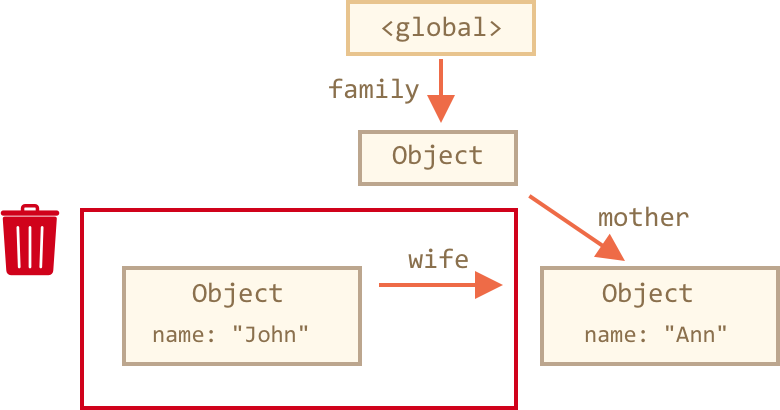 <global>
family
Object
mother
wife
Object
name: "John"
Object
name: "Ann"